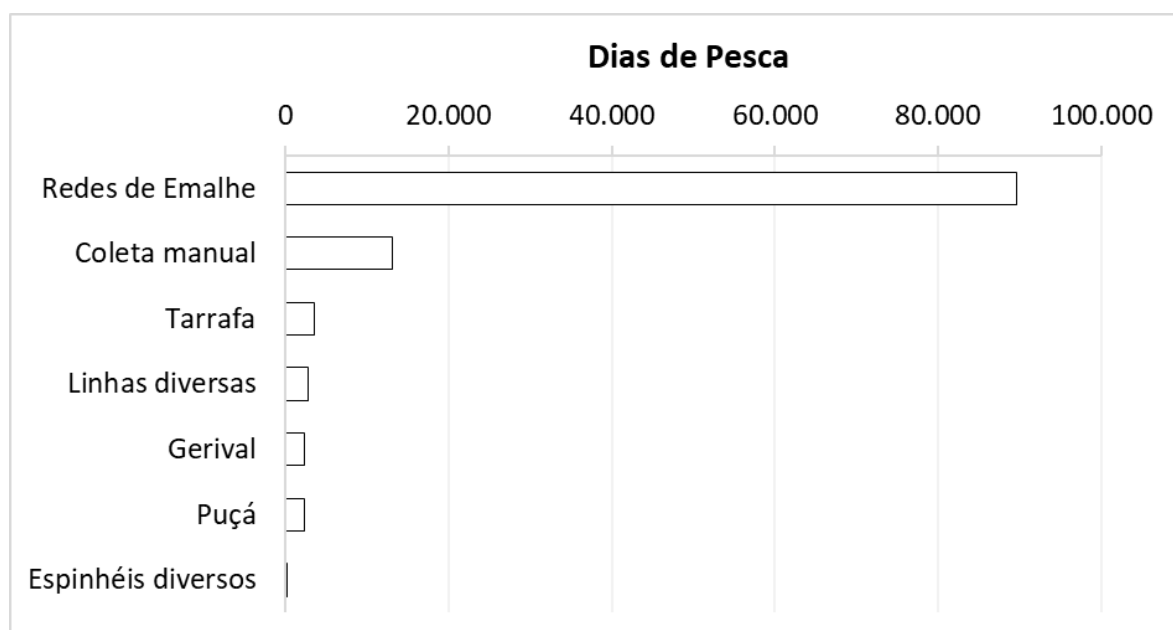 Dias de Pesca
0 20.000 40.000 60.000 80.000 100.000
Redes de Emalhe
Coleta manual
Tarrafa
Linhas diversas
Gerival
Puçá
Espinhéis diversos